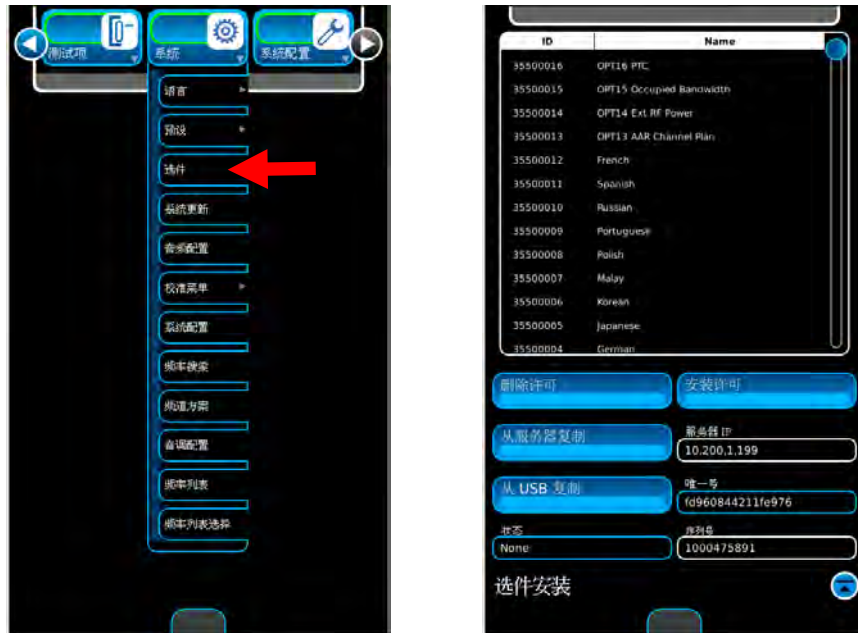 测试项
系统
系统配置
语言
预设
选件
系统更新
音频配置
校准菜单
系统配置
频率搜索
频道方案
音调配置
频率列表
频率列表选择
ID Name
35500016 OPT16 PTC
35500015 OPT15 Occupied Bandwidth
35500014 OPT14 Ext RF Power
35500013 OPT13 AAR Channel Plan
35500012 French
35500011 Spanish
35500010 Russian
35500009 Portuguese
35500008 Polish
35500007 Malay
35500006 Korean
35500005 Japanese
35500004 German
删除许可 安装许可
从服务器复制 服务器 IP
10.200.1.199
从 USB 复制 唯一号
fd960844211fe976
状态 序列号
None 1000475891
选件安装